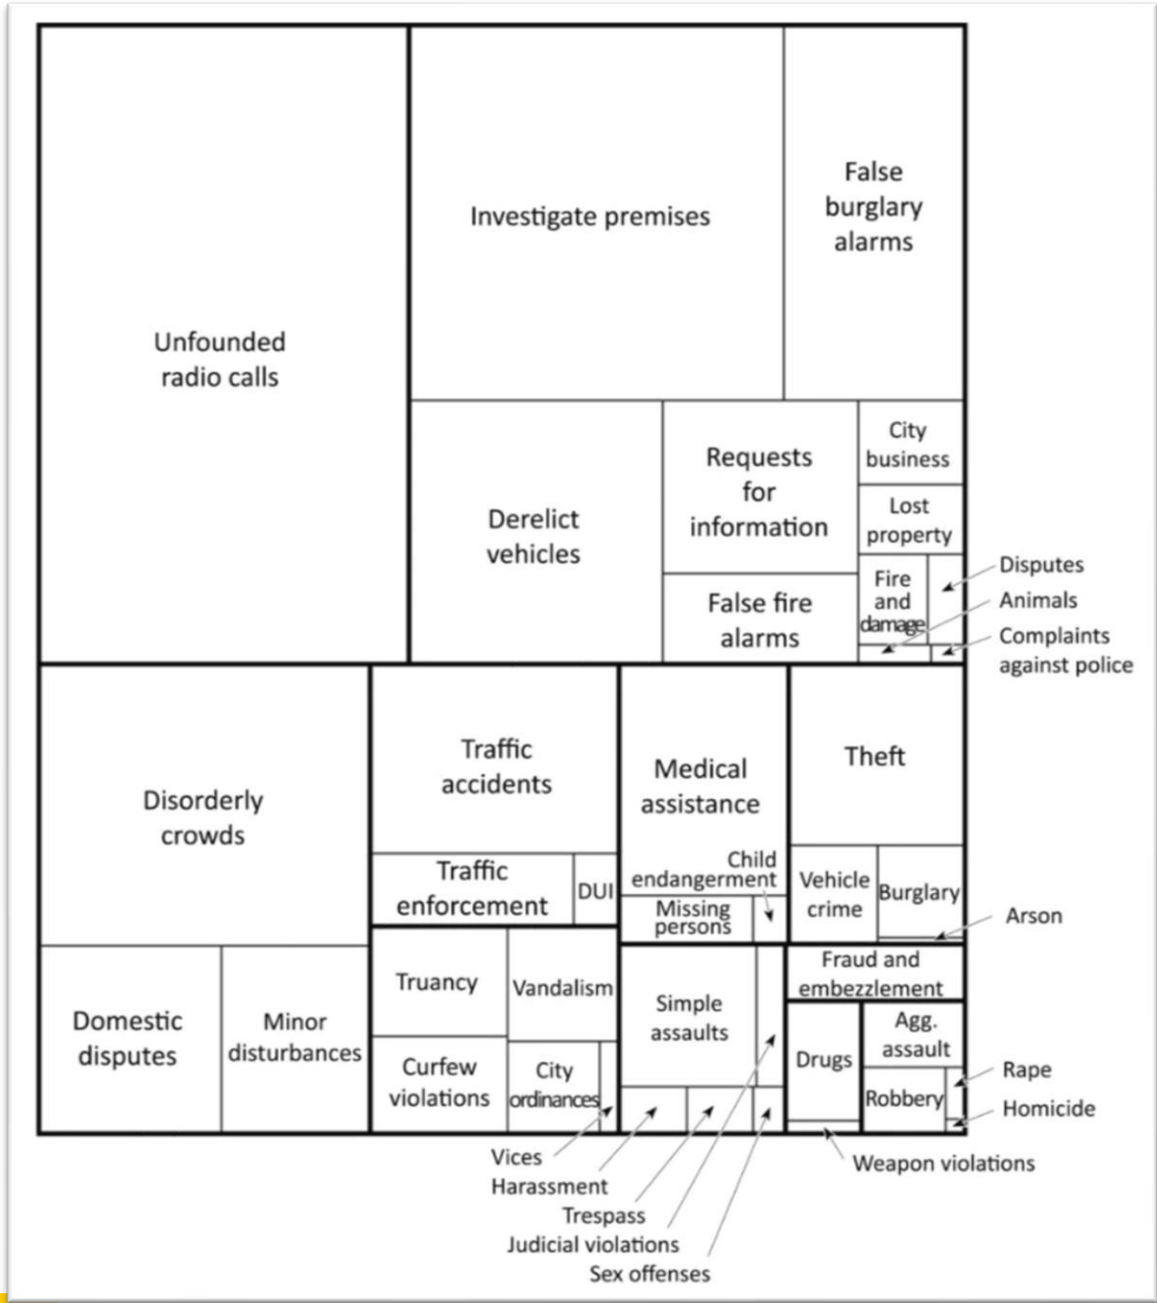 Unfounded
radio calls
Investigate premises
False
burglary
alarms
Derelict
vehicles
Requests
for
information
False fire
alarms
City
business
Lost
property
Fire
and
damage
Disputes
Animals
Complaints
against police
Disorderly
crowds
Domestic
disputes
Minor
disturbances
Traffic
accidents
Traffic
enforcement
DUI
Truancy
Vandalism
Curfew
violations
City
ordinances
Medical
assistance
Child
endangerment
Missing
persons
Theft
Vehicle
crime
Burglary
Arson
Simple
assaults
Fraud and
embezzlement
Drugs
Agg.
assault
Robbery
Rape
Homicide
Weapon violations
Vices
Harassment
Trespass
Judicial violations
Sex offenses